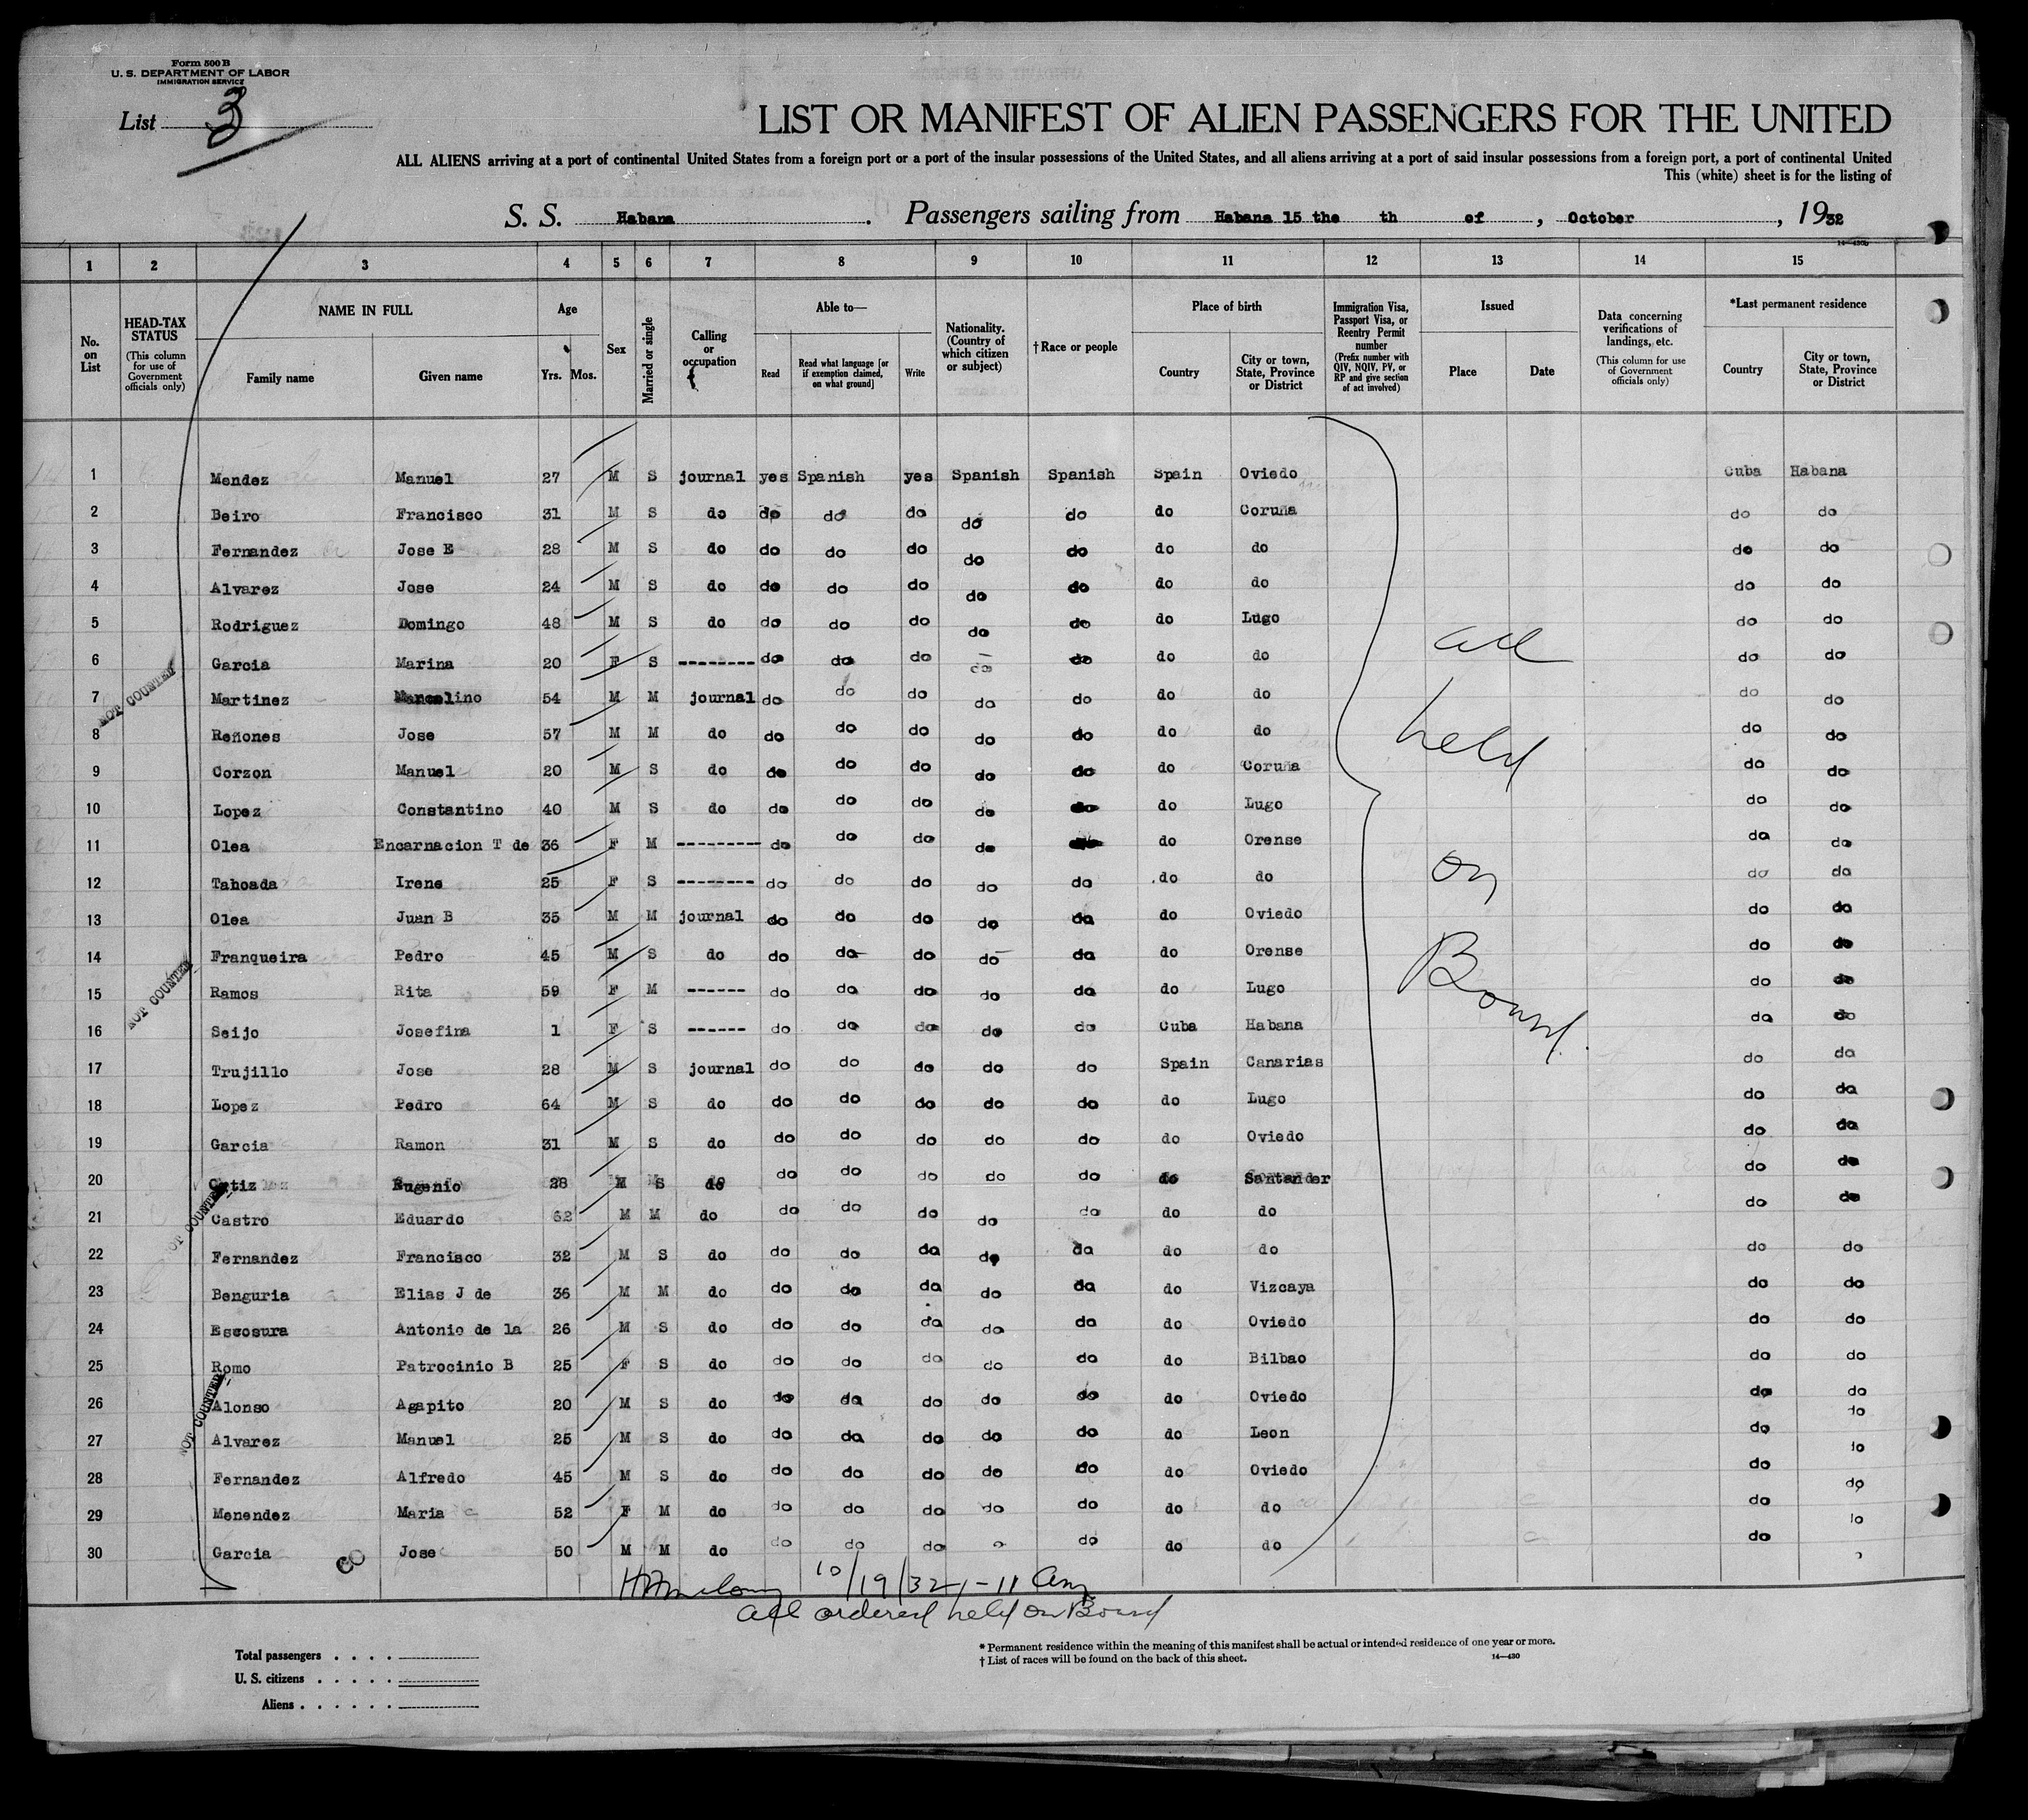 Form 500 B
U. S. DEPARTMENT OF LABOR
IMMIGRATION SERVICE
List 3
LIST OR MANIFEST OF ALIEN PASSENGERS FOR THE UNITED
ALL ALIENS arriving at a port of continental United States from a foreign port or a port of the insular possessions of the United States, and all aliens arriving at a port of said insular possessions from a foreign port, a port of continental United
This (white) sheet is for the listing of
S. S. Habana. Passengers sailing from Habana 15 the th of, October, 1932
14—430b
1 2 3 4 5 6 7 8 9 10 11 12 13 14 15
No. on List
HEAD-TAX STATUS (This column for use of Government officials only)
NAME IN FULL Family name Given name
Age Yrs. Mos.
Sex
Married or single
Calling or occupation
Able to— Read Read what language [or if exemption claimed, on what ground] Write
Nationality. (Country of which citizen or subject)
†Race or people
Place of birth Country City or town, State, Province or District
Immigration Visa, Passport Visa, or Reentry Permit number (Prefix number with QIV, NQIV, PV, or RP and give section of act involved)
Issued Place Date
Data concerning verifications of landings, etc. (This column for use of Government officials only)
*Last permanent residence Country City or town, State, Province or District
1 Mendez Manuel 27 M S journal yes Spanish yes Spanish Spanish Spain Oviedo Cuba Habana
2 Beiro Francisco 31 M S do do do do do do do Coruña do do
3 Fernandez Jose E 28 M S do do do do do do do do do do
4 Alvarez Jose 24 M S do do do do do do do do do do
5 Rodriguez Domingo 48 M S do do do do do do do Lugo do do
6 Garcia Marina 20 F S -------- do do do do do do do do do
7 Martinez Marcelino 54 M M journal do do do do do do do do do
8 Reñones Jose 57 M M do do do do do do do do do do
9 Corzon Manuel 20 M S do do do do do do do Coruña do do
10 Lopez Constantino 40 M S do do do do do do do Lugo do do
11 Olea Encarnacion T de 36 F M --------- do do do do do Orense do do
12 Taboada Irene 25 F S -------- do do do do do do do do do
13 Olea Juan B 35 M M journal do do do do do do Oviedo do do
14 Franqueira Pedro 45 M S do do do do do do do Orense do do
15 Ramos Rita 59 F M ------ do do do do do do Lugo do do
16 Seijo Josefina 1 F S ------ do do do do do Cuba Habana do do
17 Trujillo Jose 28 M S journal do do do do do Spain Canarias do do
18 Lopez Pedro 64 M S do do do do do do do Lugo do do
19 Garcia Ramon 31 M S do do do do do do do Oviedo do do
20 Ortiz Eugenio 28 M S do do do do do do do Santander do do
21 Castro Eduardo 62 M M do do do do do do do do do do
22 Fernandez Francisco 32 M S do do do do do do do do do do
23 Benguria Elias J de 36 M M do do do do do do do Vizcaya do do
24 Escosura Antonio de la 26 M S do do do do do do do Oviedo do do
25 Romo Patrocinio B 25 F S do do do do do do do Bilbao do do
26 Alonso Agapito 20 M S do do do do do do do Oviedo do do
27 Alvarez Manuel 25 M S do do do do do do do Leon do do
28 Fernandez Alfredo 45 M S do do do do do do do Oviedo do do
29 Menendez Maria 52 F M do do do do do do do do do do
30 Garcia Jose 50 M M do do do do do do do do
NOT COUNTED
NOT COUNTED
NOT COUNTED
NOT COUNTED
all
held
on
Board.
10/19/32 - 11 am
all ordered held on Board
Total passengers
U. S. citizens
Aliens
* Permanent residence within the meaning of this manifest shall be actual or intended residence of one year or more.
† List of races will be found on the back of this sheet.
14—430